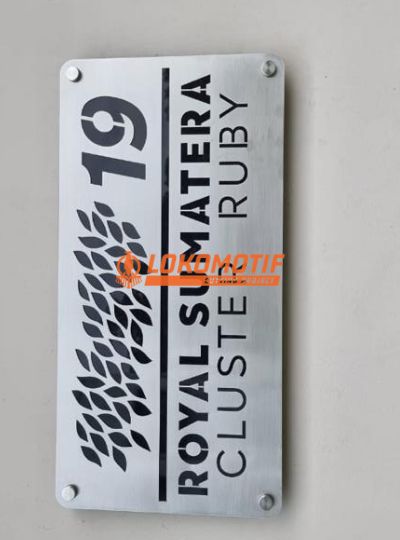 19
ROYAL SUMATERA
CLUSTER RUBY
LOKOMOTIF